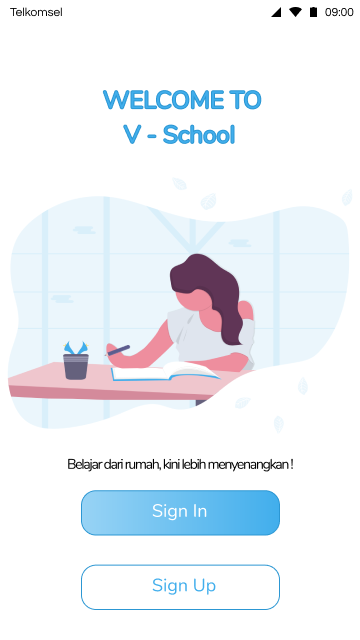 Telkomsel
09:00
WELCOME TO
V - School
Belajar dari rumah, kini lebih menyenangkan !
Sign In
Sign Up